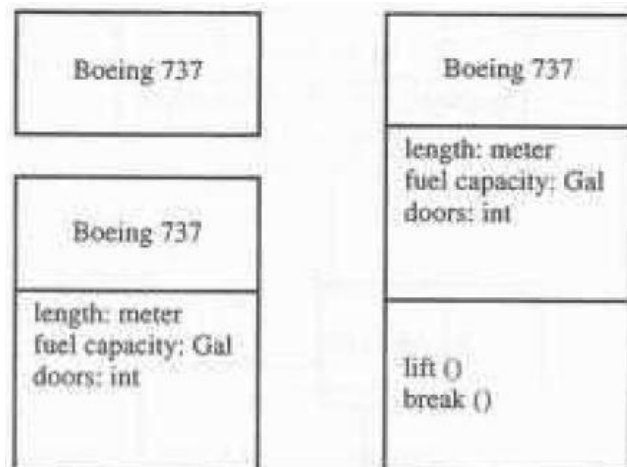 Boeing 737
Boeing 737
length: meter
fuel capacity: Gal
doors: int
Boeing 737
length: meter
fuel capacity: Gal
doors: int
lift ()
break ()